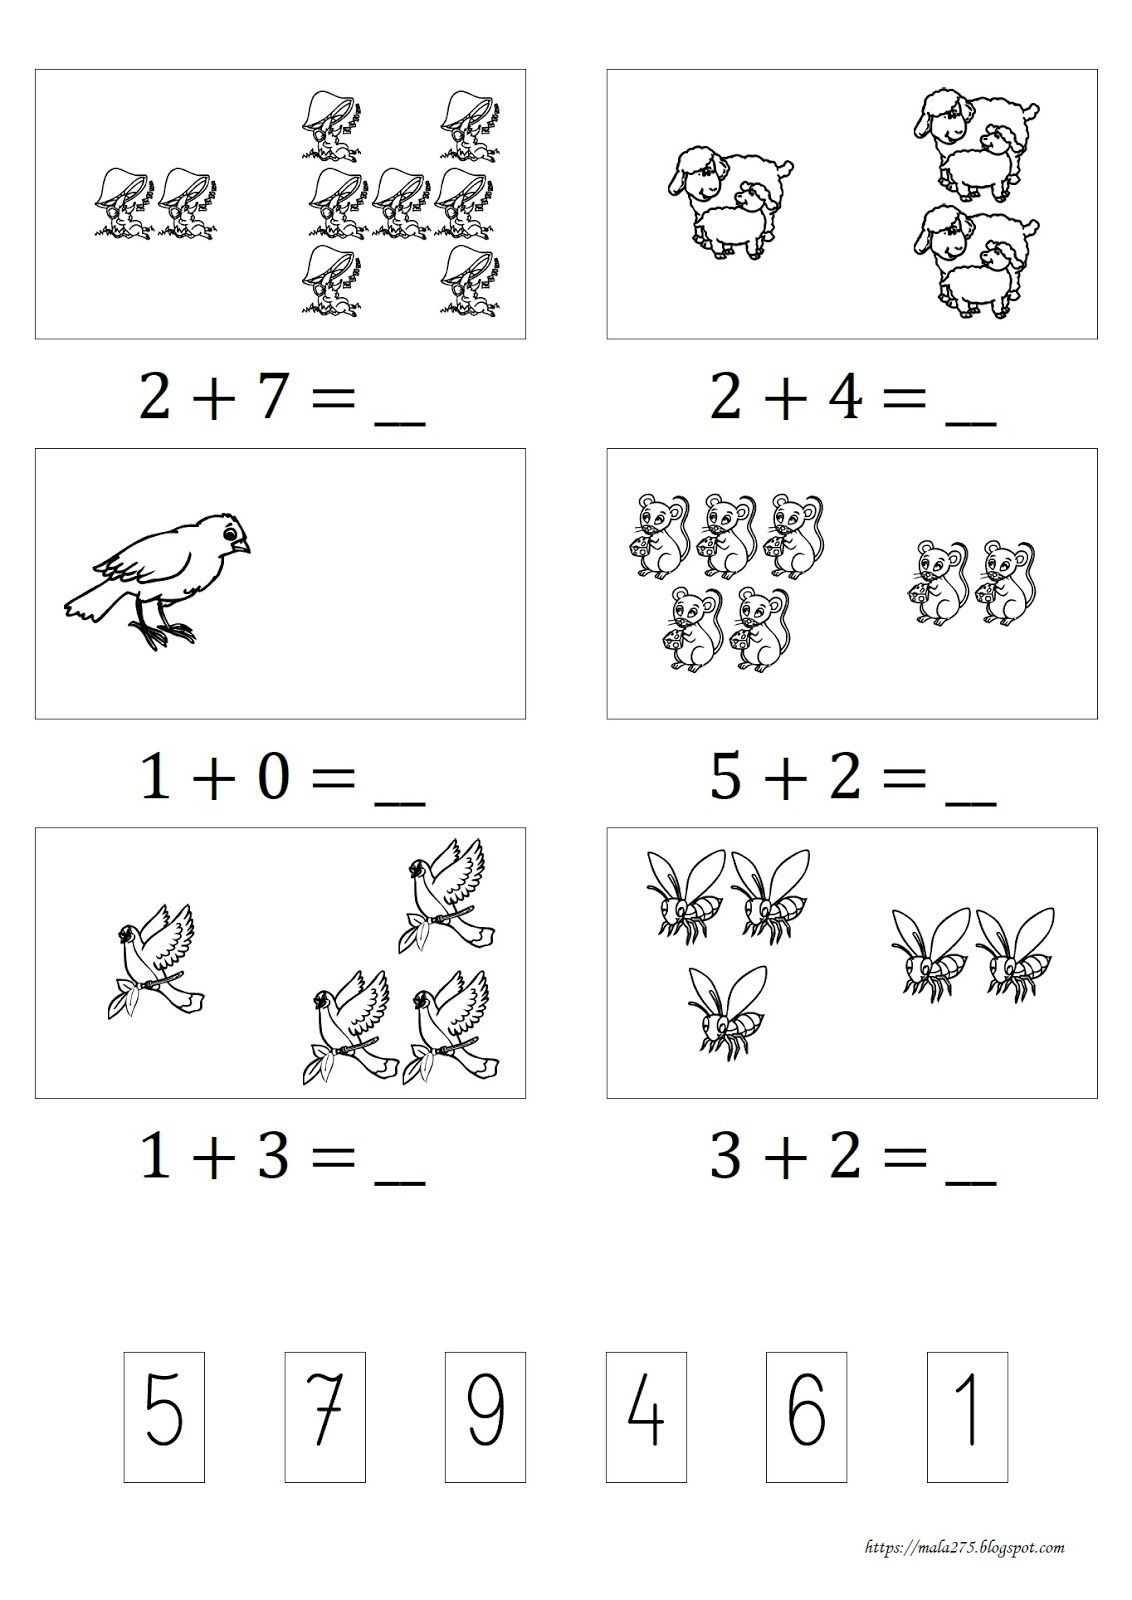 2 + 7 = __
2 + 4 = __
1 + 0 = __
5 + 2 = __
1 + 3 = __
3 + 2 = __
5 7 9 4 6 1
https://mala275.blogspot.com